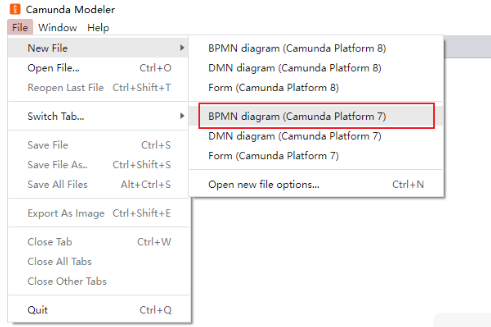 Camunda Modeler
File Window Help
New File
Open File... Ctrl+O
Reopen Last File Ctrl+Shift+T
Switch Tab...
Save File Ctrl+S
Save File As.. Ctrl+Shift+S
Save All Files Alt+Ctrl+S
Export As Image Ctrl+Shift+E
Close Tab Ctrl+W
Close All Tabs
Close Other Tabs
Quit Ctrl+Q
BPMN diagram (Camunda Platform 8)
DMN diagram (Camunda Platform 8)
Form (Camunda Platform 8)
BPMN diagram (Camunda Platform 7)
DMN diagram (Camunda Platform 7)
Form (Camunda Platform 7)
Open new file options... Ctrl+N